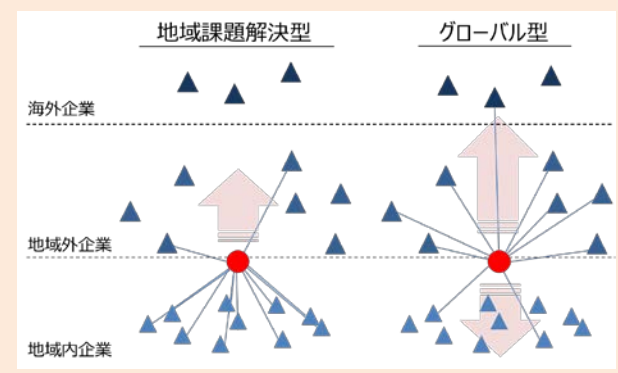 地域課題解決型
グローバル型
海外企業
地域外企業
地域内企業